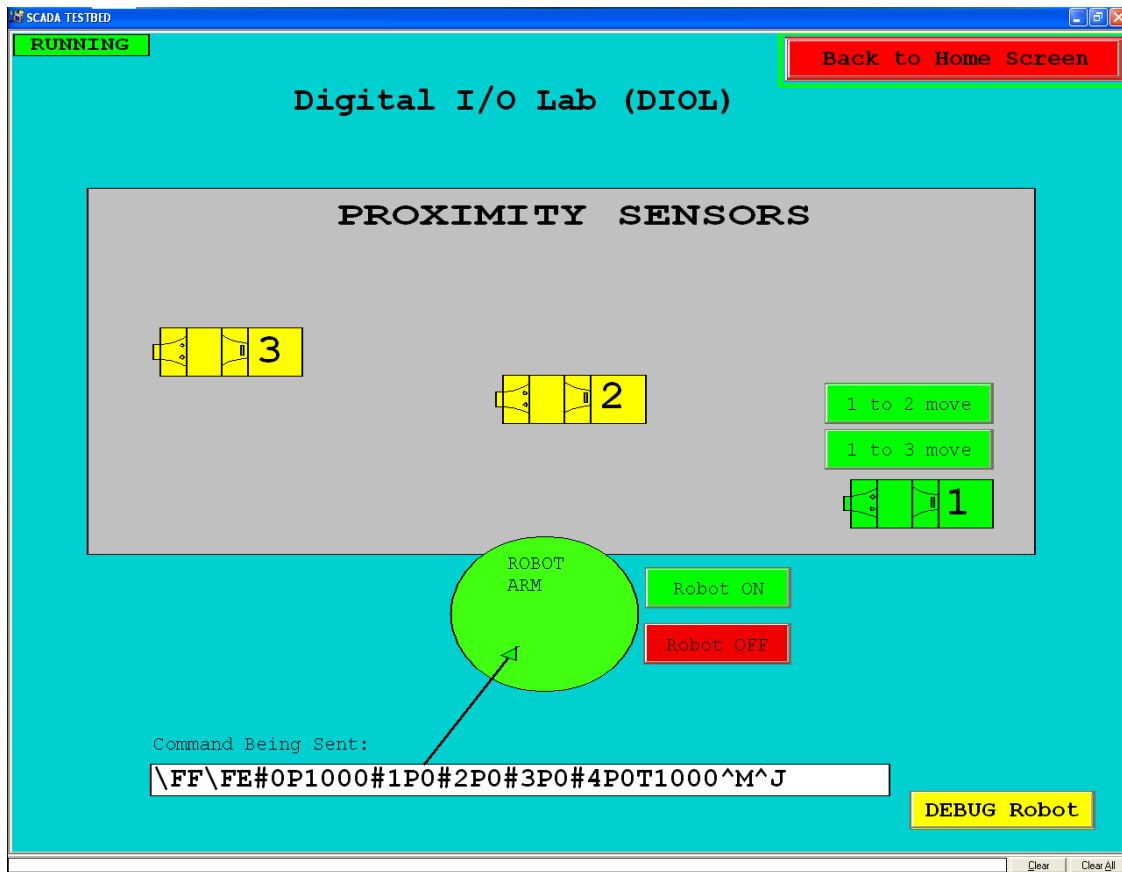 SCADA TESTBED
RUNNING
Back to Home Screen
Digital I/O Lab (DIOL)
PROXIMITY SENSORS
3
2
1 to 2 move
1 to 3 move
1
ROBOT
ARM
Robot ON
Robot OFF
Command Being Sent:
\FF\FE#0P1000#1P0#2P0#3P0#4P0T1000^M^J
DEBUG Robot
Clear
Clear All